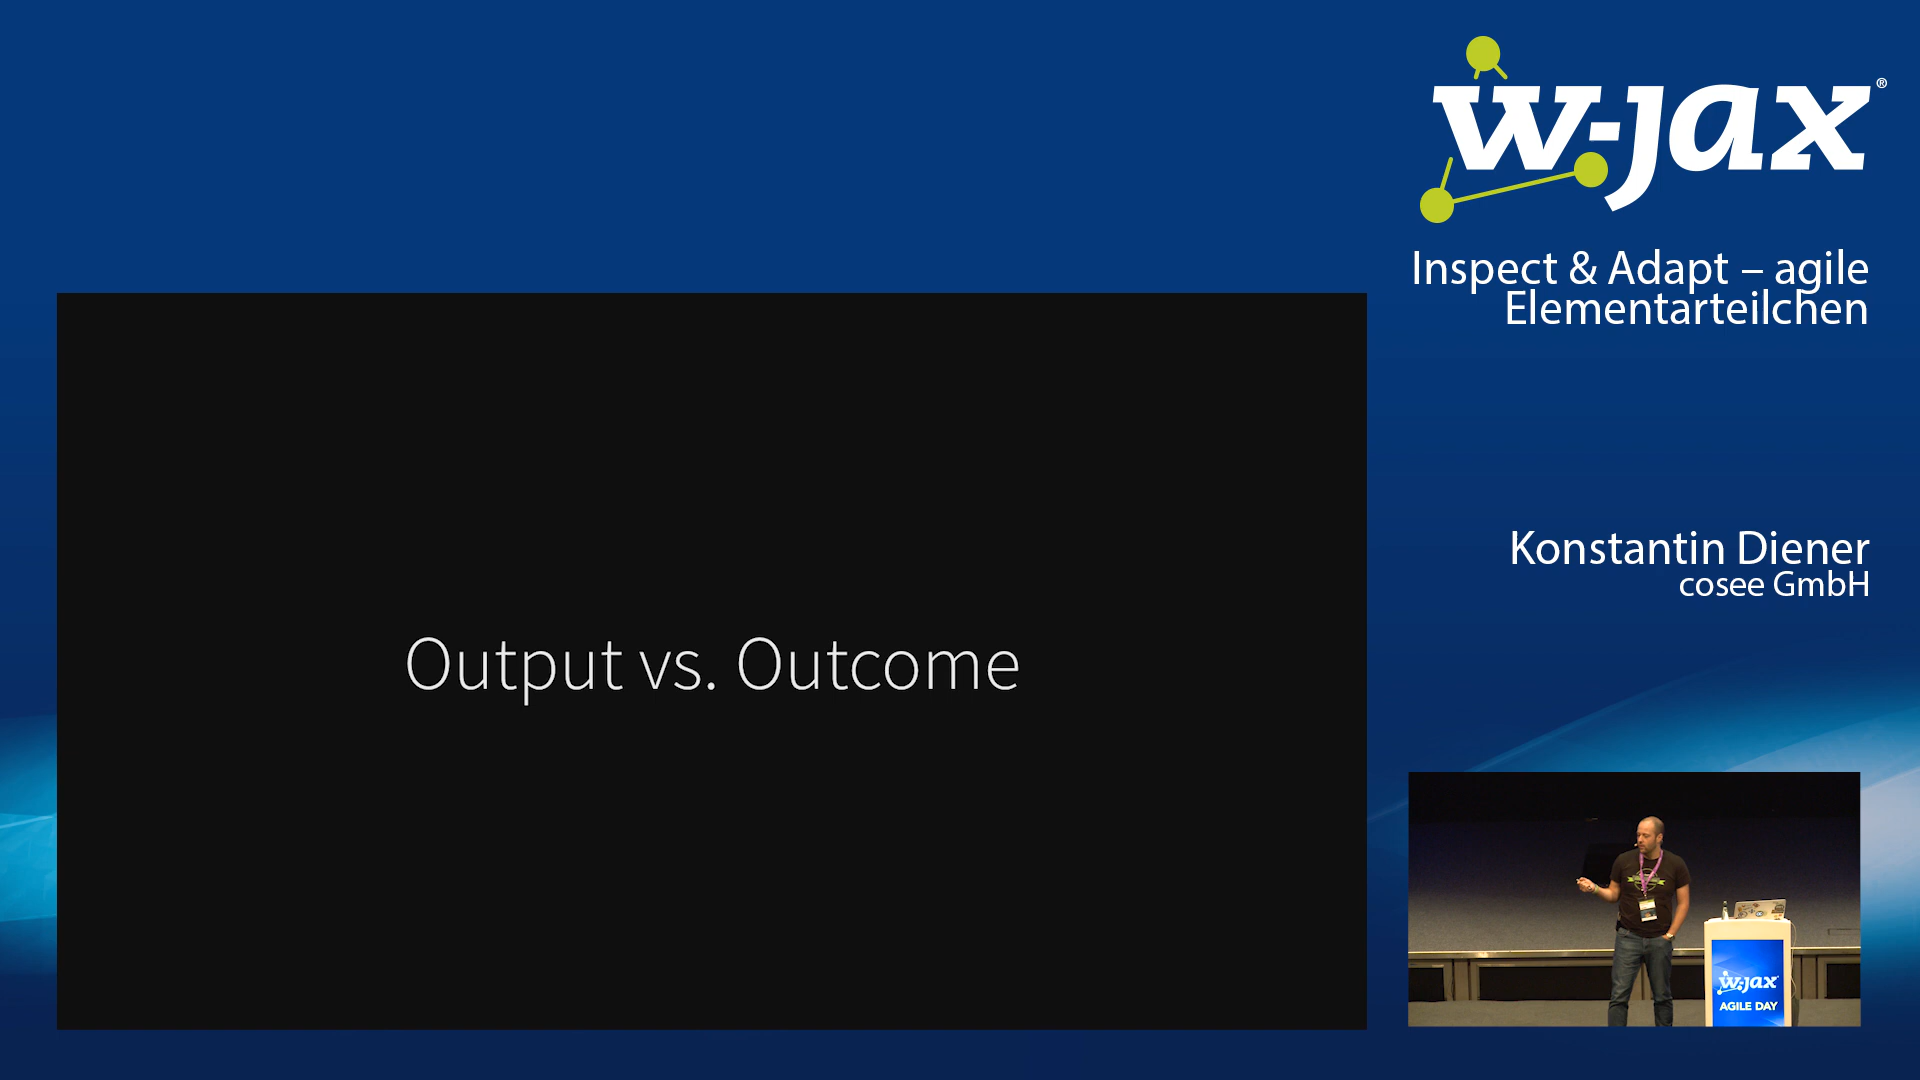 w-jax®
Inspect & Adapt – agile
Elementarteilchen
Output vs. Outcome
Konstantin Diener
cosee GmbH
w-jax
AGILE DAY